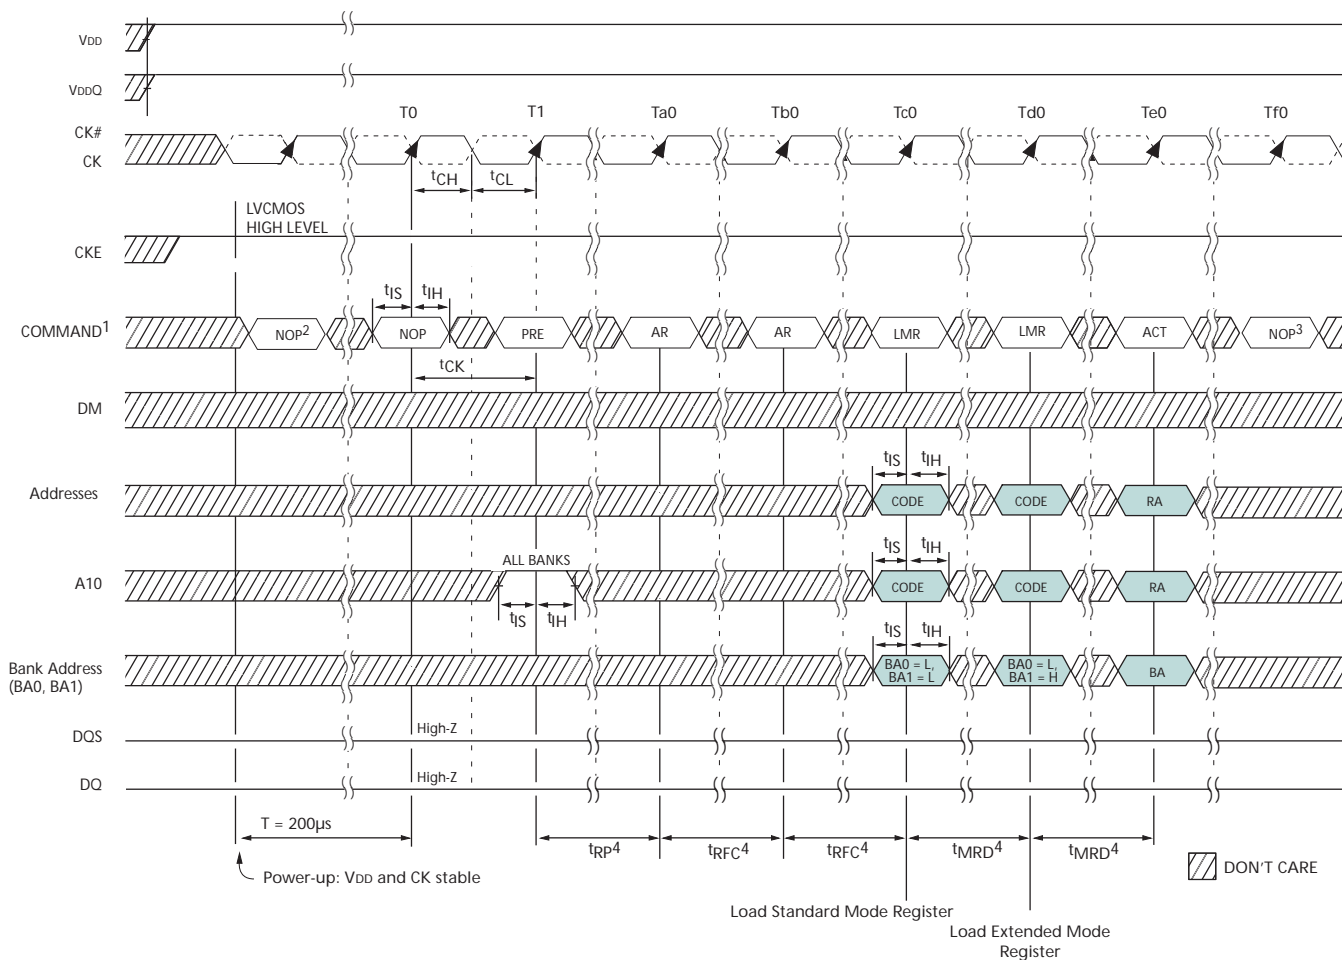 VDD
VDDQ
T0 T1 Ta0 Tb0 Tc0 Td0 Te0 Tf0
CK#
CK
tCH tCL
LVCMOS
HIGH LEVEL
CKE
tIS tIH
COMMAND1 NOP2 NOP PRE AR AR LMR LMR ACT NOP3
tCK
DM
tIS tIH
Addresses CODE CODE RA
ALL BANKS tIS tIH
A10 CODE CODE RA
tIS tIH
tIS tIH
Bank Address
(BA0, BA1)
BA0 = L,
BA1 = L
BA0 = L,
BA1 = H
BA
DQS High-Z
DQ High-Z
T = 200µs
tRP4 tRFC4 tRFC4 tMRD4 tMRD4
Power-up: VDD and CK stable
DON'T CARE
Load Standard Mode Register
Load Extended Mode
Register